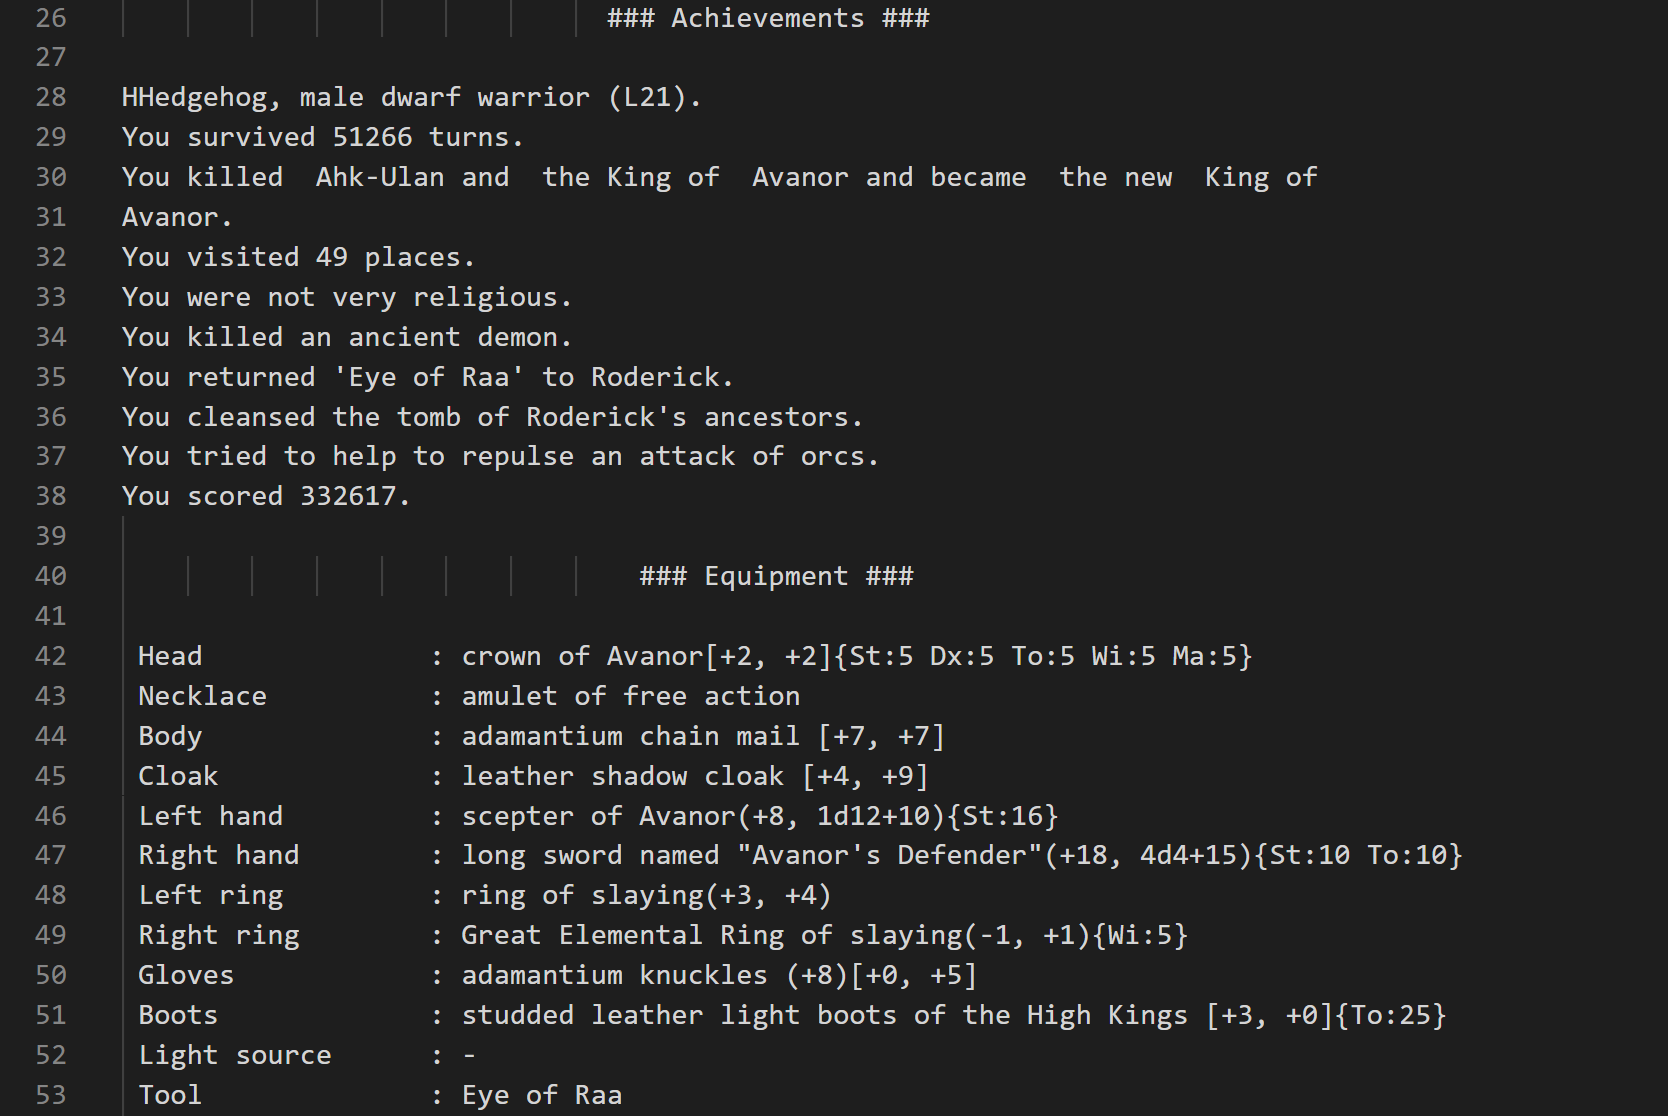 26 ### Achievements ###
27
28 HHedgehog, male dwarf warrior (L21).
29 You survived 51266 turns.
30 You killed  Ahk-Ulan and  the King of  Avanor and became  the new  King of
31 Avanor.
32 You visited 49 places.
33 You were not very religious.
34 You killed an ancient demon.
35 You returned 'Eye of Raa' to Roderick.
36 You cleansed the tomb of Roderick's ancestors.
37 You tried to help to repulse an attack of orcs.
38 You scored 332617.
39
40 ### Equipment ###
41
42 Head : crown of Avanor[+2, +2]{St:5 Dx:5 To:5 Wi:5 Ma:5}
43 Necklace : amulet of free action
44 Body : adamantium chain mail [+7, +7]
45 Cloak : leather shadow cloak [+4, +9]
46 Left hand : scepter of Avanor(+8, 1d12+10){St:16}
47 Right hand : long sword named "Avanor's Defender"(+18, 4d4+15){St:10 To:10}
48 Left ring : ring of slaying(+3, +4)
49 Right ring : Great Elemental Ring of slaying(-1, +1){Wi:5}
50 Gloves : adamantium knuckles (+8)[+0, +5]
51 Boots : studded leather light boots of the High Kings [+3, +0]{To:25}
52 Light source : -
53 Tool : Eye of Raa